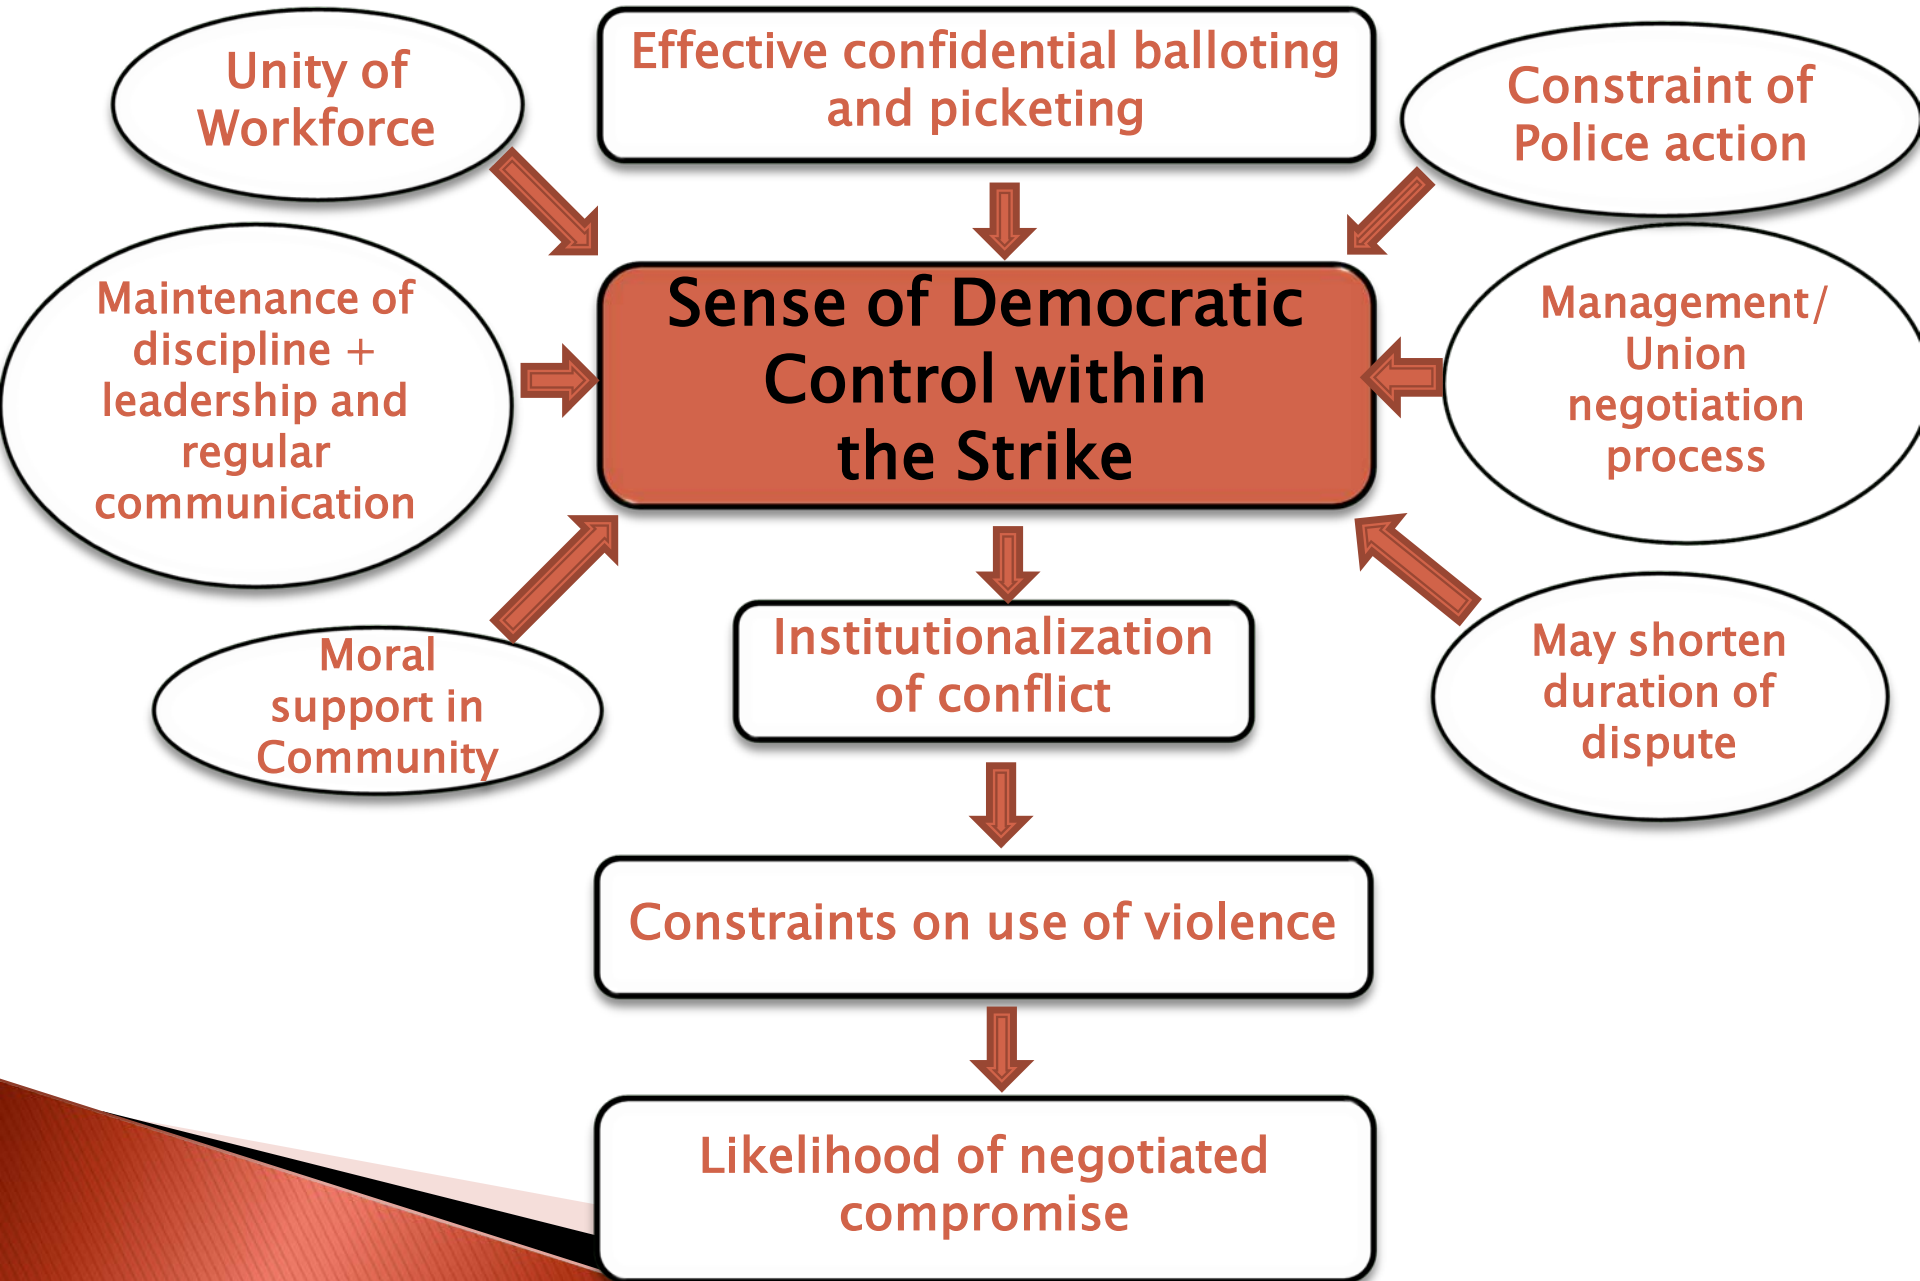 Unity of
Workforce
Effective confidential balloting
and picketing
Constraint of
Police action
Maintenance of
discipline +
leadership and
regular
communication
Sense of Democratic
Control within
the Strike
Management/
Union
negotiation
process
Moral
support in
Community
Institutionalization
of conflict
May shorten
duration of
dispute
Constraints on use of violence
Likelihood of negotiated
compromise